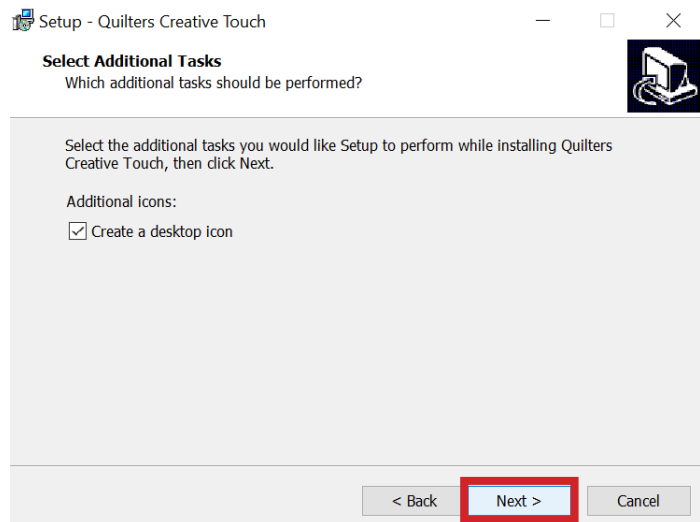 Setup - Quilters Creative Touch
Select Additional Tasks
Which additional tasks should be performed?
Select the additional tasks you would like Setup to perform while installing Quilters
Creative Touch, then click Next.
Additional icons:
Create a desktop icon
< Back
Next >
Cancel